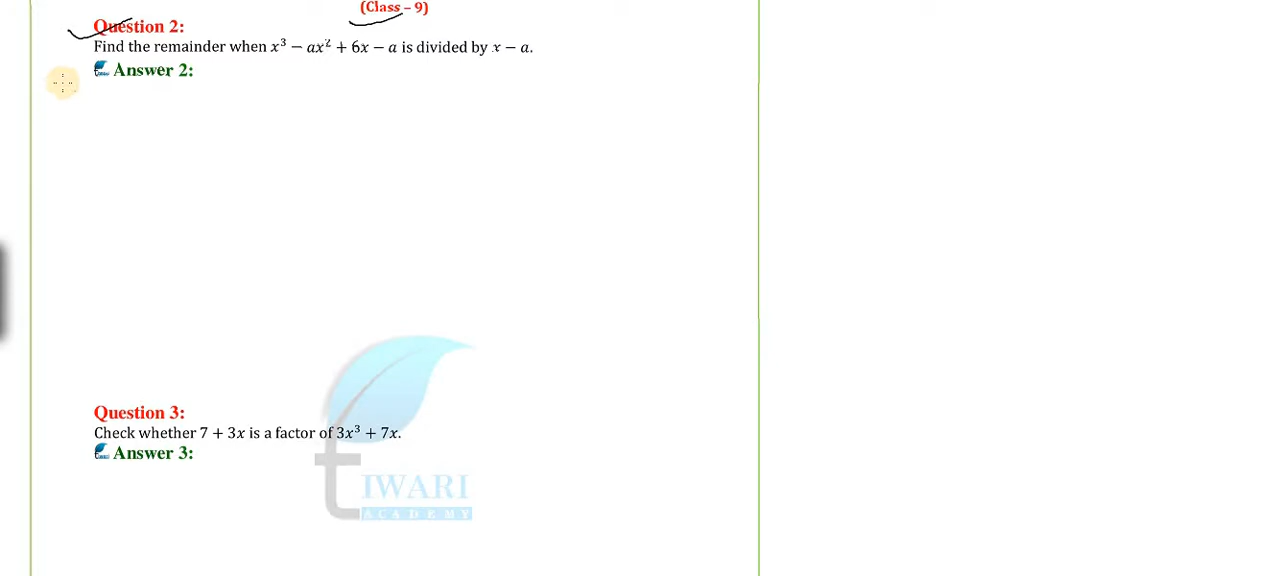 (Class – 9)
Question 2:
Find the remainder when x³ − ax² + 6x − a is divided by x − a.
Answer 2:
Question 3:
Check whether 7 + 3x is a factor of 3x³ + 7x.
Answer 3:
IWARI
ACADEMY